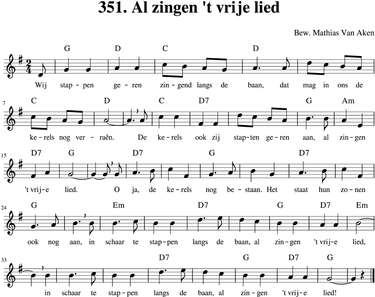 351. Al zingen 't vrije lied
Bew. Mathias Van Aken
G D C G D
Wij stap-pen ge-ren zin-gend langs de baan, dat mag in ons de
7 C D C D7 G Am
ke-rels nog ver-raên. De ke-rels ook zij stap-ten ge-ren aan, al zin-gen
15 D7 G C D7 G D7
't vrij-e lied. O ja, de ke-rels nog be-staan. Het staat hun zo-nen
24 G Em D7 G Em D7 G
ook nog aan, in schaar te stap-pen langs de baan, al zin-gen 't vrij-e lied,
33 D7 G Em D7 G
in schaar te stap-pen langs de baan, al zin-gen 't vrij-e lied!